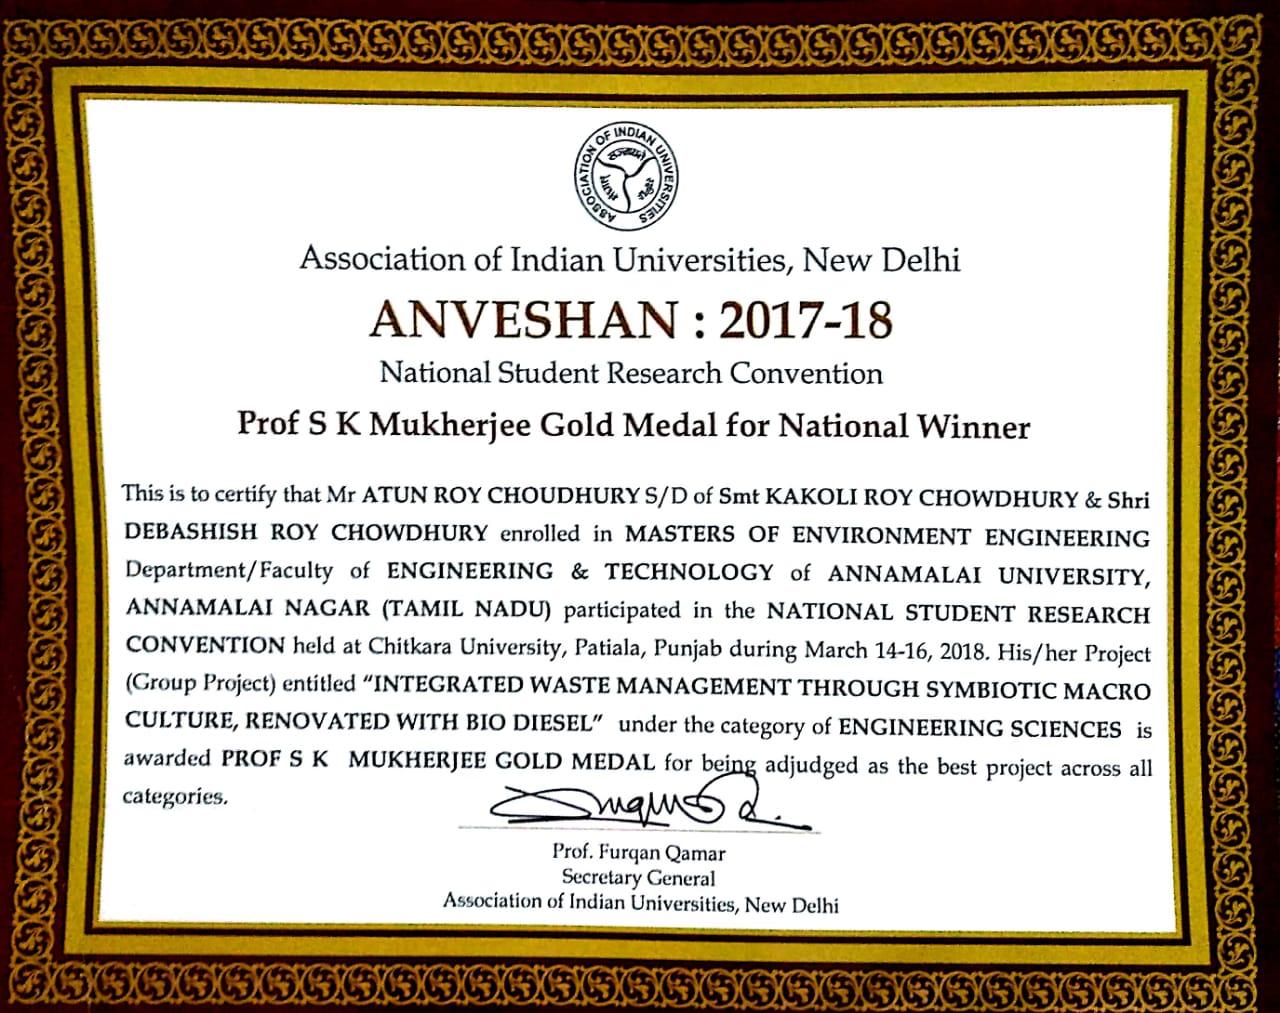 ASSOCIATION OF INDIAN UNIVERSITIES
Association of Indian Universities, New Delhi
ANVESHAN : 2017-18
National Student Research Convention
Prof S K Mukherjee Gold Medal for National Winner
This is to certify that Mr ATUN ROY CHOUDHURY S/D of Smt KAKOLI ROY CHOWDHURY & Shri
DEBASHISH ROY CHOWDHURY enrolled in MASTERS OF ENVIRONMENT ENGINEERING
Department/Faculty of ENGINEERING & TECHNOLOGY of ANNAMALAI UNIVERSITY,
ANNAMALAI NAGAR (TAMIL NADU) participated in the NATIONAL STUDENT RESEARCH
CONVENTION held at Chitkara University, Patiala, Punjab during March 14-16, 2018. His/her Project
(Group Project) entitled "INTEGRATED WASTE MANAGEMENT THROUGH SYMBIOTIC MACRO
CULTURE, RENOVATED WITH BIO DIESEL" under the category of ENGINEERING SCIENCES is
awarded PROF S K MUKHERJEE GOLD MEDAL for being adjudged as the best project across all
categories.
Prof. Furqan Qamar
Secretary General
Association of Indian Universities, New Delhi